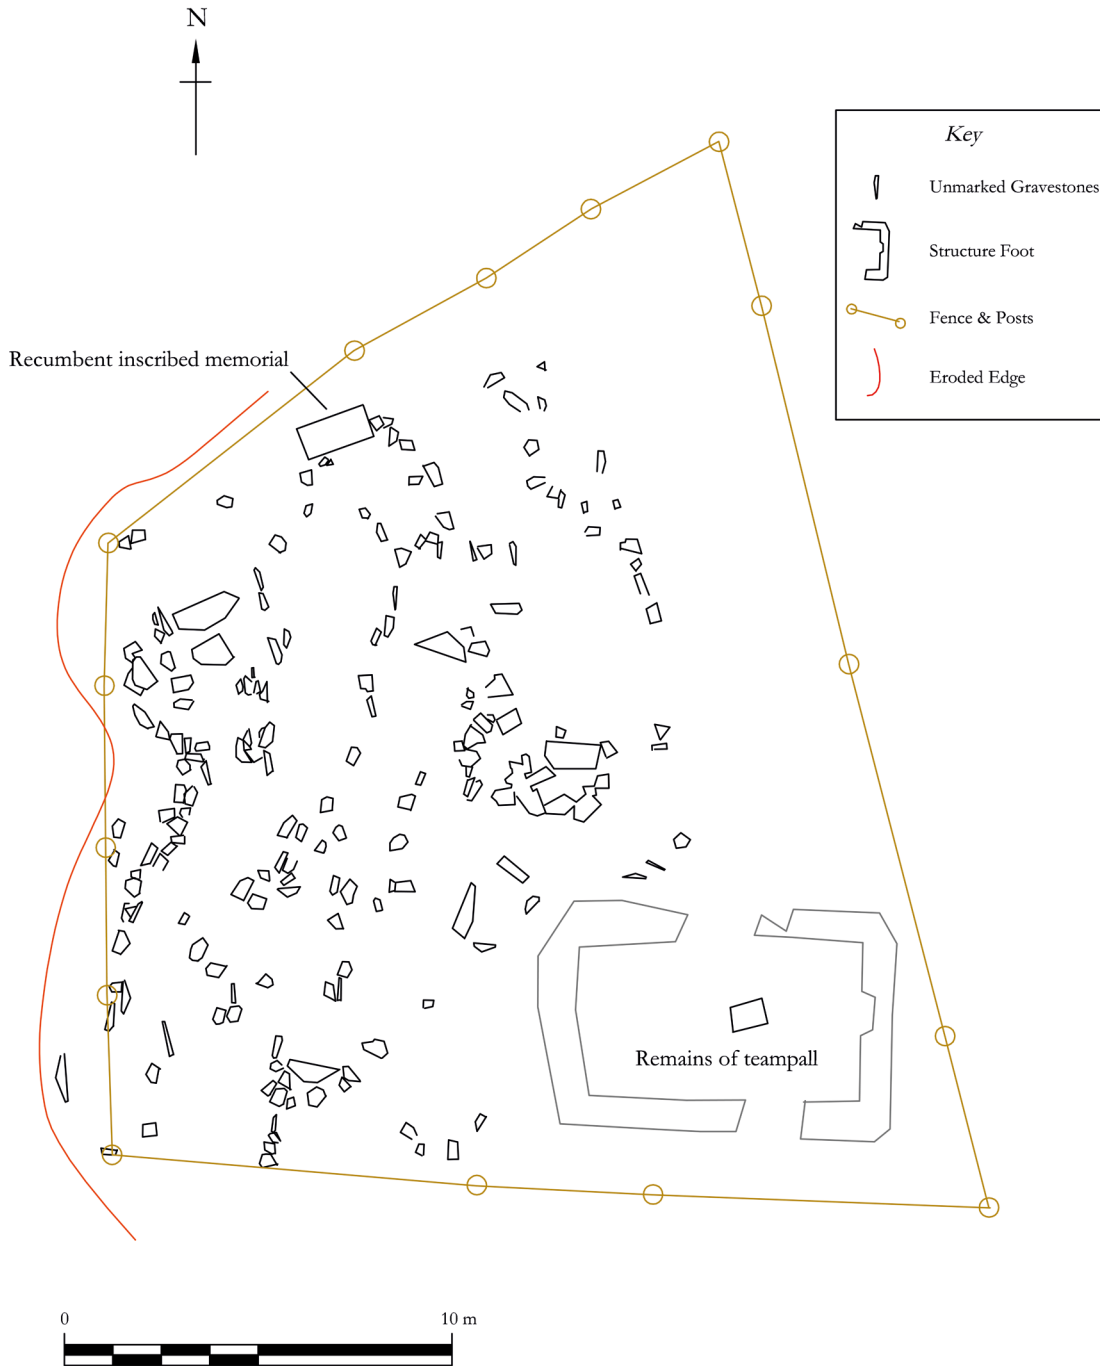 N
Key
Unmarked Gravestones
Structure Foot
Fence & Posts
Recumbent inscribed memorial
Eroded Edge
Remains of teampall
0
10 m